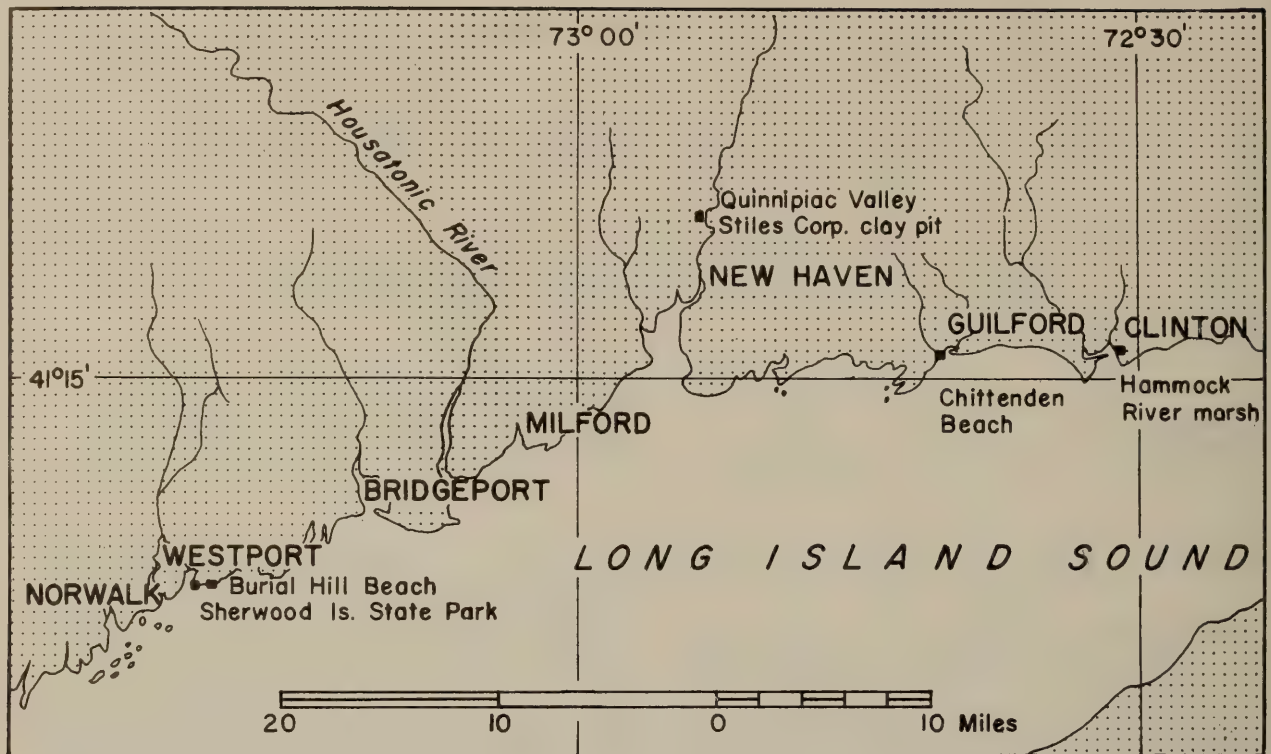 73°00'
72°30'
Housatonic River
Quinnipiac Valley
Stiles Corp. clay pit
NEW HAVEN
GUILFORD
CLINTON
41°15'
Chittenden
Beach
Hammock
River marsh
MILFORD
BRIDGEPORT
WESTPORT
LONG ISLAND SOUND
NORWALK
Burial Hill Beach
Sherwood Is. State Park
20 10 0 10 Miles